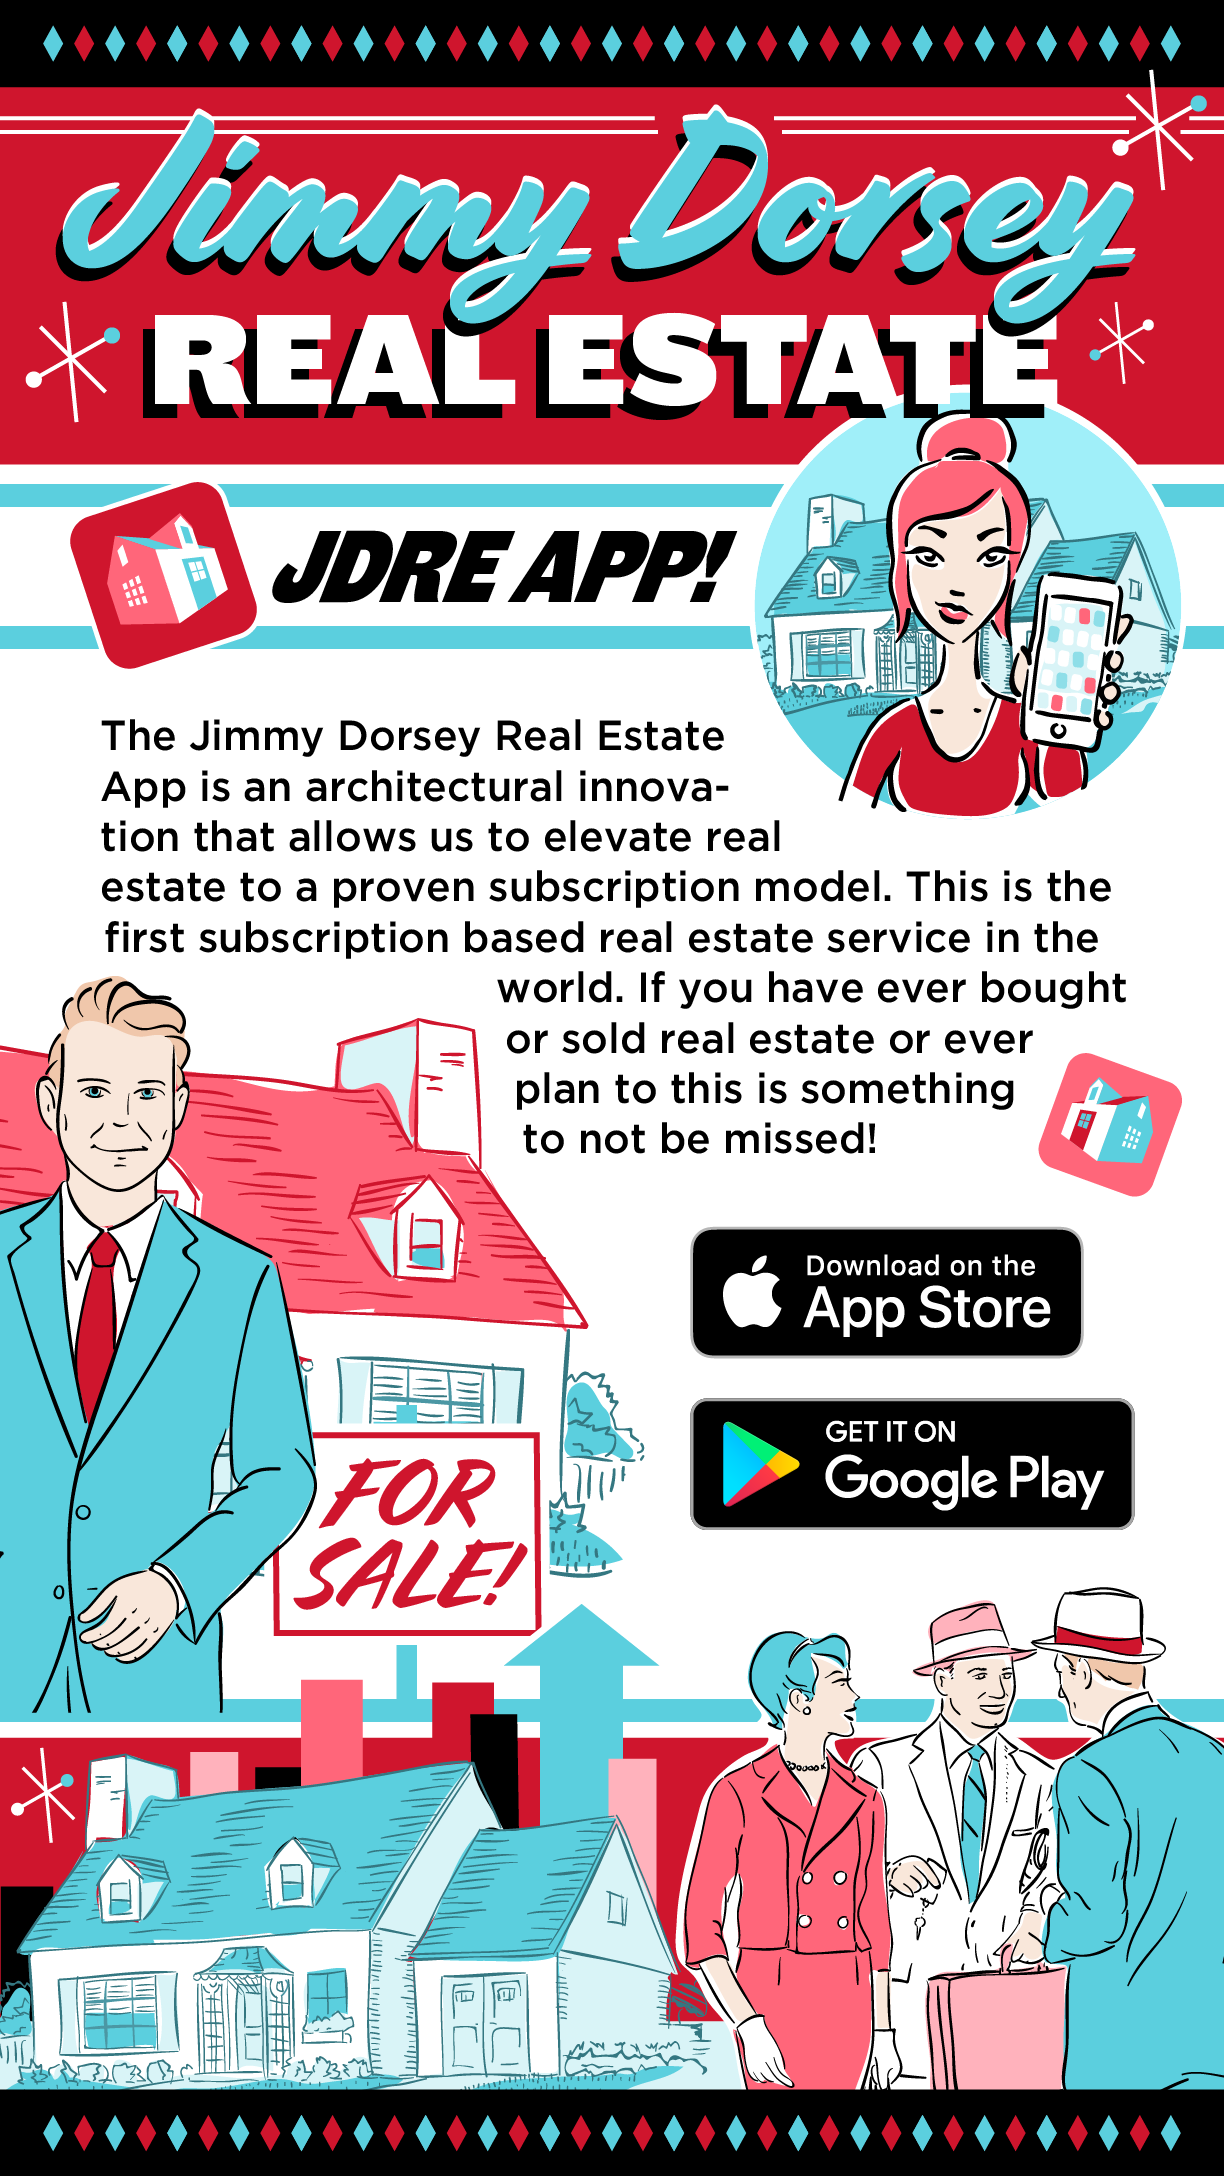 Jimmy Dorsey
REAL ESTATE
JDRE APP!
The Jimmy Dorsey Real Estate
App is an architectural innova-
tion that allows us to elevate real
estate to a proven subscription model. This is the
first subscription based real estate service in the
world. If you have ever bought
or sold real estate or ever
plan to this is something
to not be missed!
Download on the
App Store
GET IT ON
Google Play
FOR
SALE!